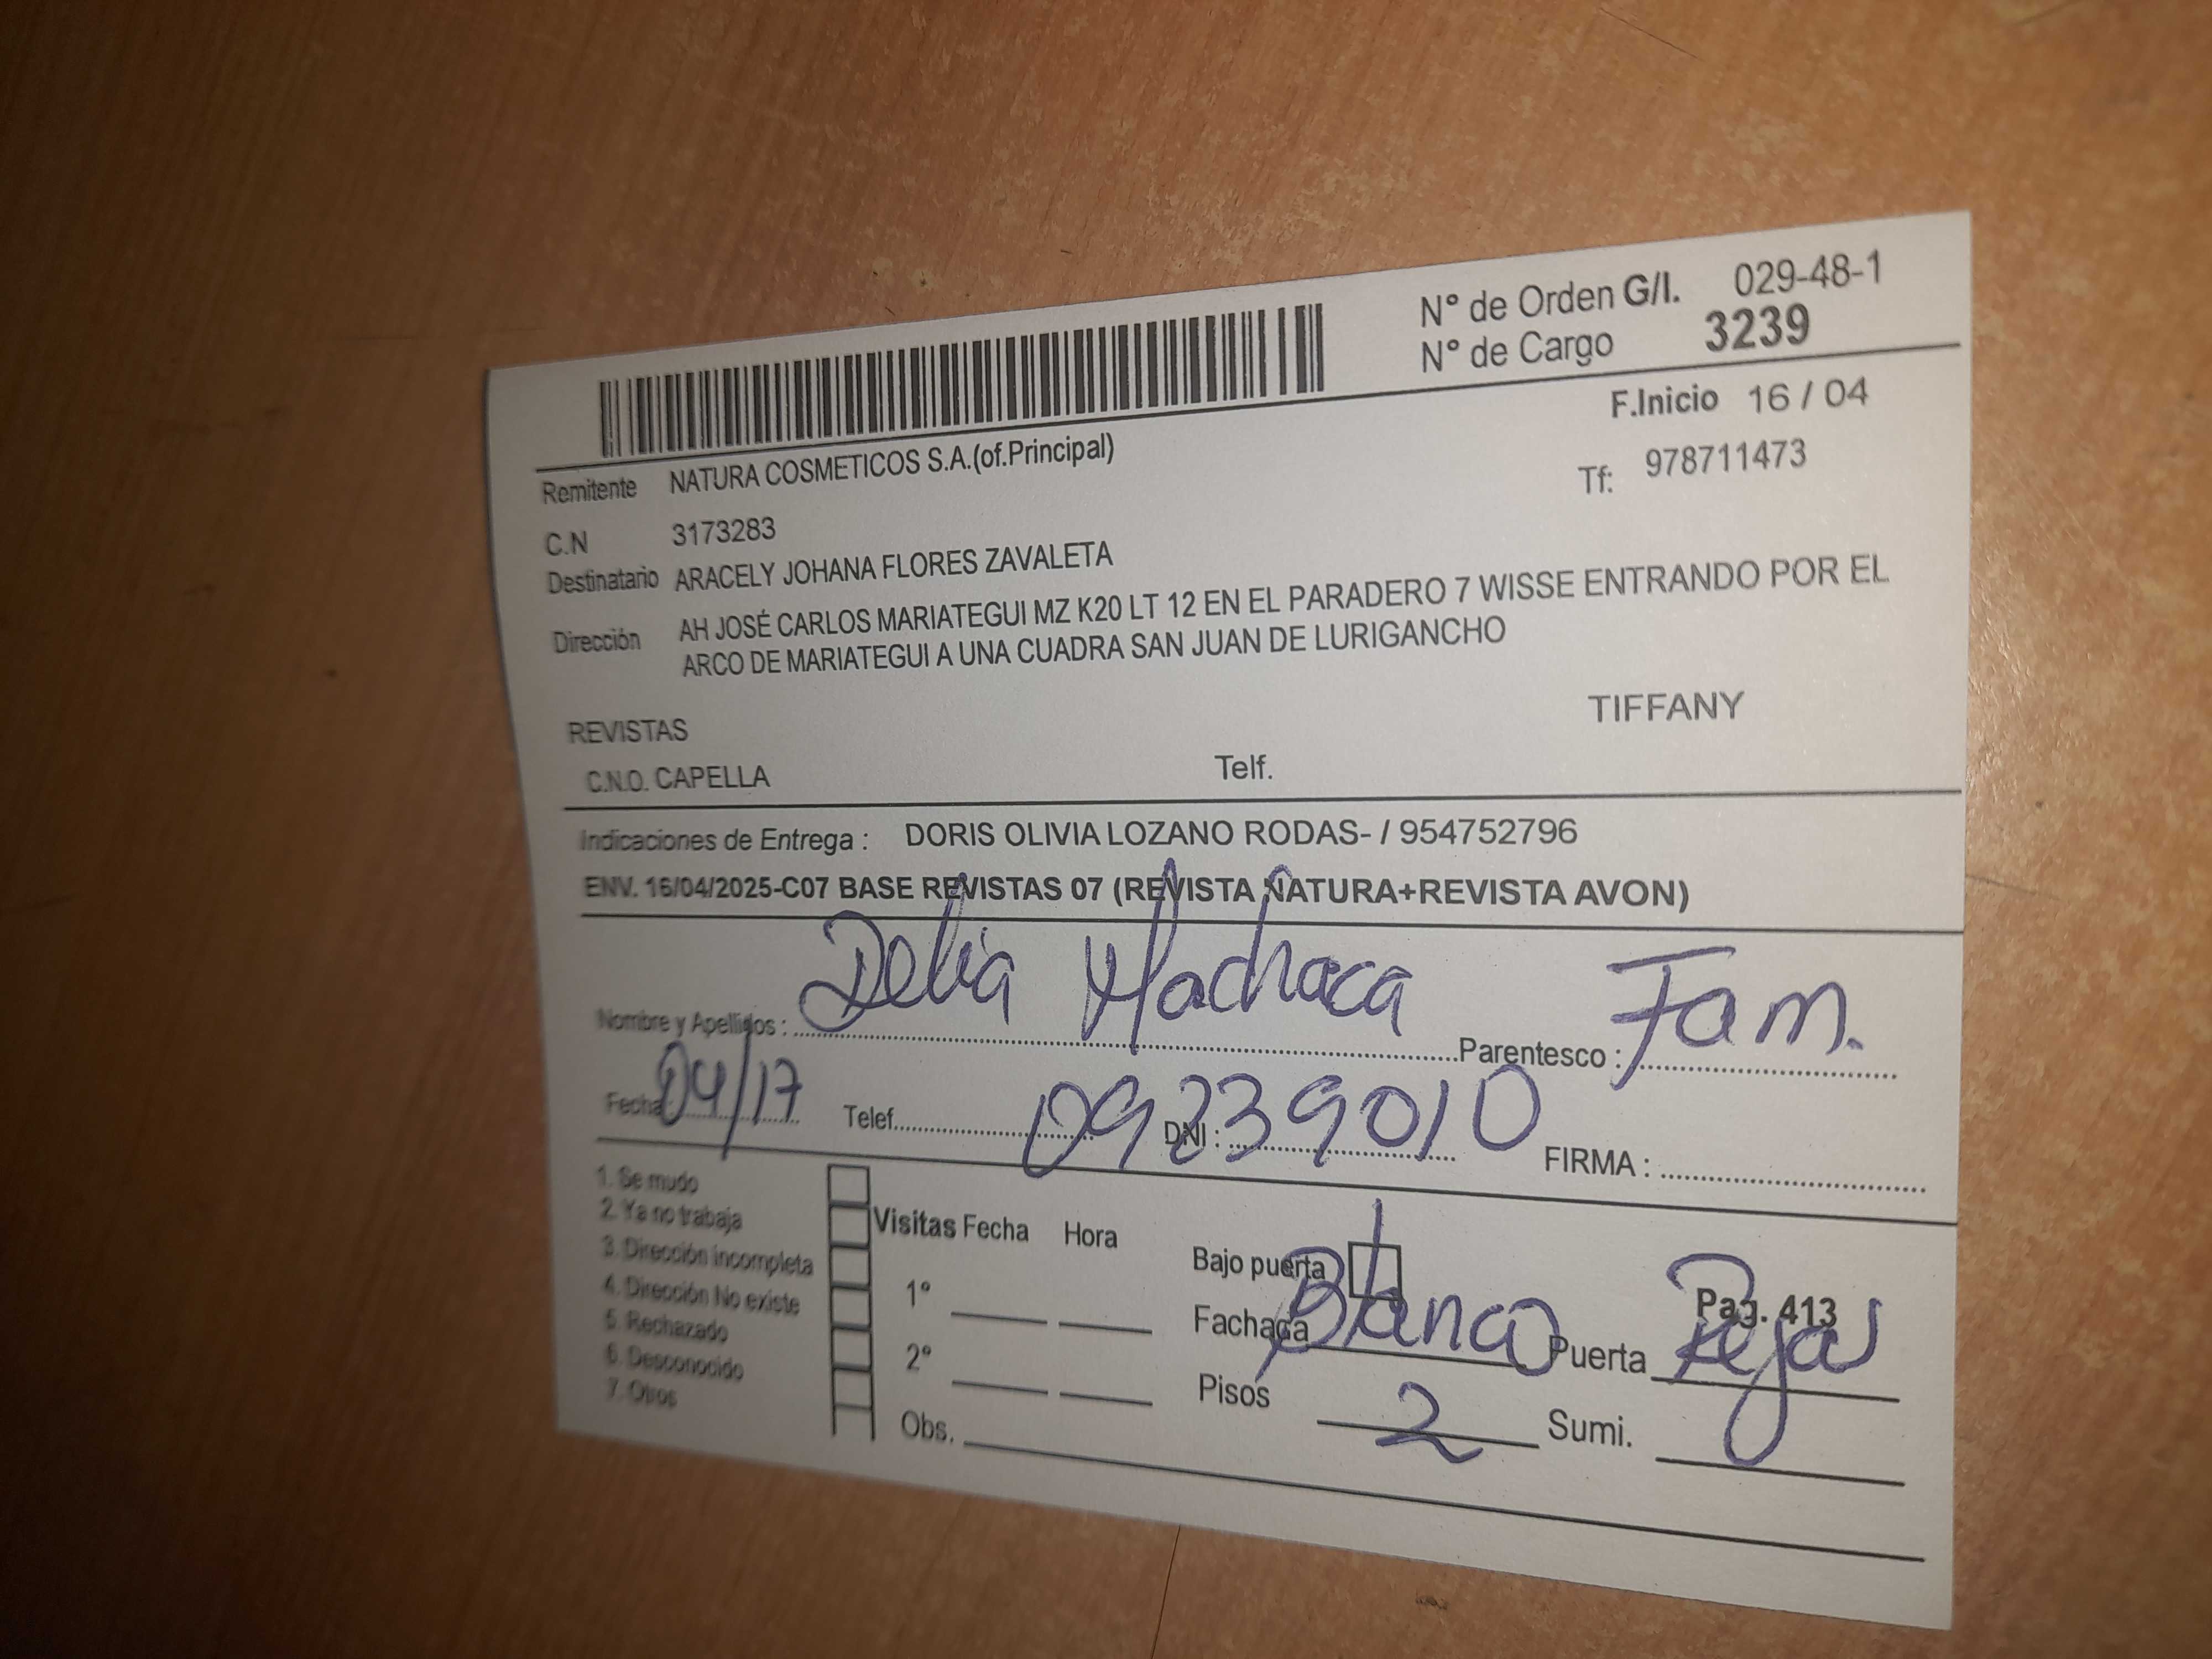 N° de Orden G/I. 029-48-1
N° de Cargo 3239
F.Inicio 16 / 04
Remitente NATURA COSMETICOS S.A.(of.Principal)
Tf: 978711473
C.N 3173283
Destinatario ARACELY JOHANA FLORES ZAVALETA
Dirección AH JOSÉ CARLOS MARIATEGUI MZ K20 LT 12 EN EL PARADERO 7 WISSE ENTRANDO POR EL
ARCO DE MARIATEGUI A UNA CUADRA SAN JUAN DE LURIGANCHO
TIFFANY
REVISTAS
C.N.O. CAPELLA Telf.
Indicaciones de Entrega : DORIS OLIVIA LOZANO RODAS- / 954752796
ENV. 16/04/2025-C07 BASE REVISTAS 07 (REVISTA NATURA+REVISTA AVON)
Nombre y Apellidos : Delia Machaca Parentesco : Fam.
Fecha 04/17 Telef. DNI : 09239010 FIRMA :
1. Se mudo
2. Ya no trabaja
3. Dirección incompleta
4. Dirección No existe
5. Rechazado
6. Desconocido
7. Otros
Visitas Fecha Hora
1°
2°
Obs.
Bajo puerta
Pag. 413
Fachada Blanco Puerta Reja
Pisos 2 Sumi.